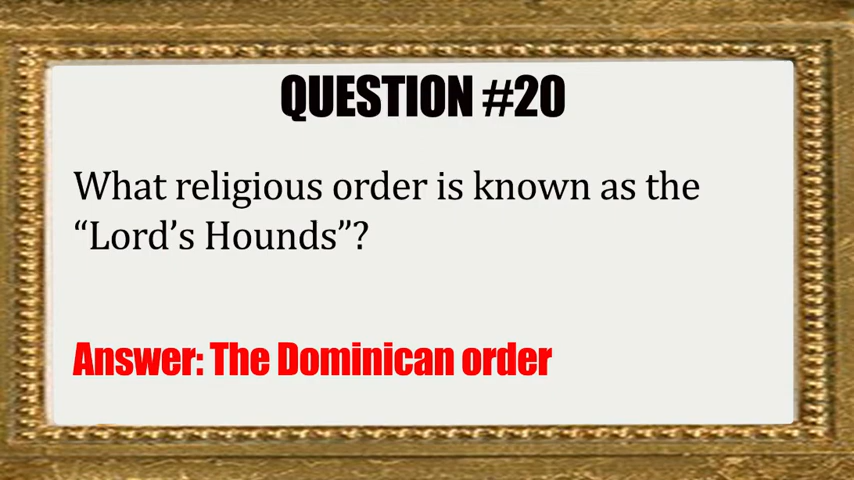 QUESTION #20
What religious order is known as the
“Lord’s Hounds”?
Answer: The Dominican order